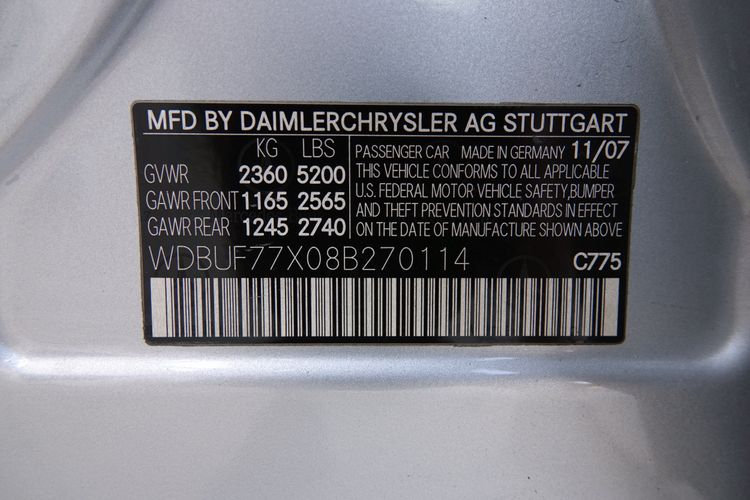 MFD BY DAIMLERCHRYSLER AG STUTTGART
KG LBS
GVWR 2360 5200
GAWR FRONT 1165 2565
GAWR REAR 1245 2740
PASSENGER CAR MADE IN GERMANY 11/07
THIS VEHICLE CONFORMS TO ALL APPLICABLE
U.S. FEDERAL MOTOR VEHICLE SAFETY,BUMPER
AND THEFT PREVENTION STANDARDS IN EFFECT
ON THE DATE OF MANUFACTURE SHOWN ABOVE
WDBUF77X08B270114
C775